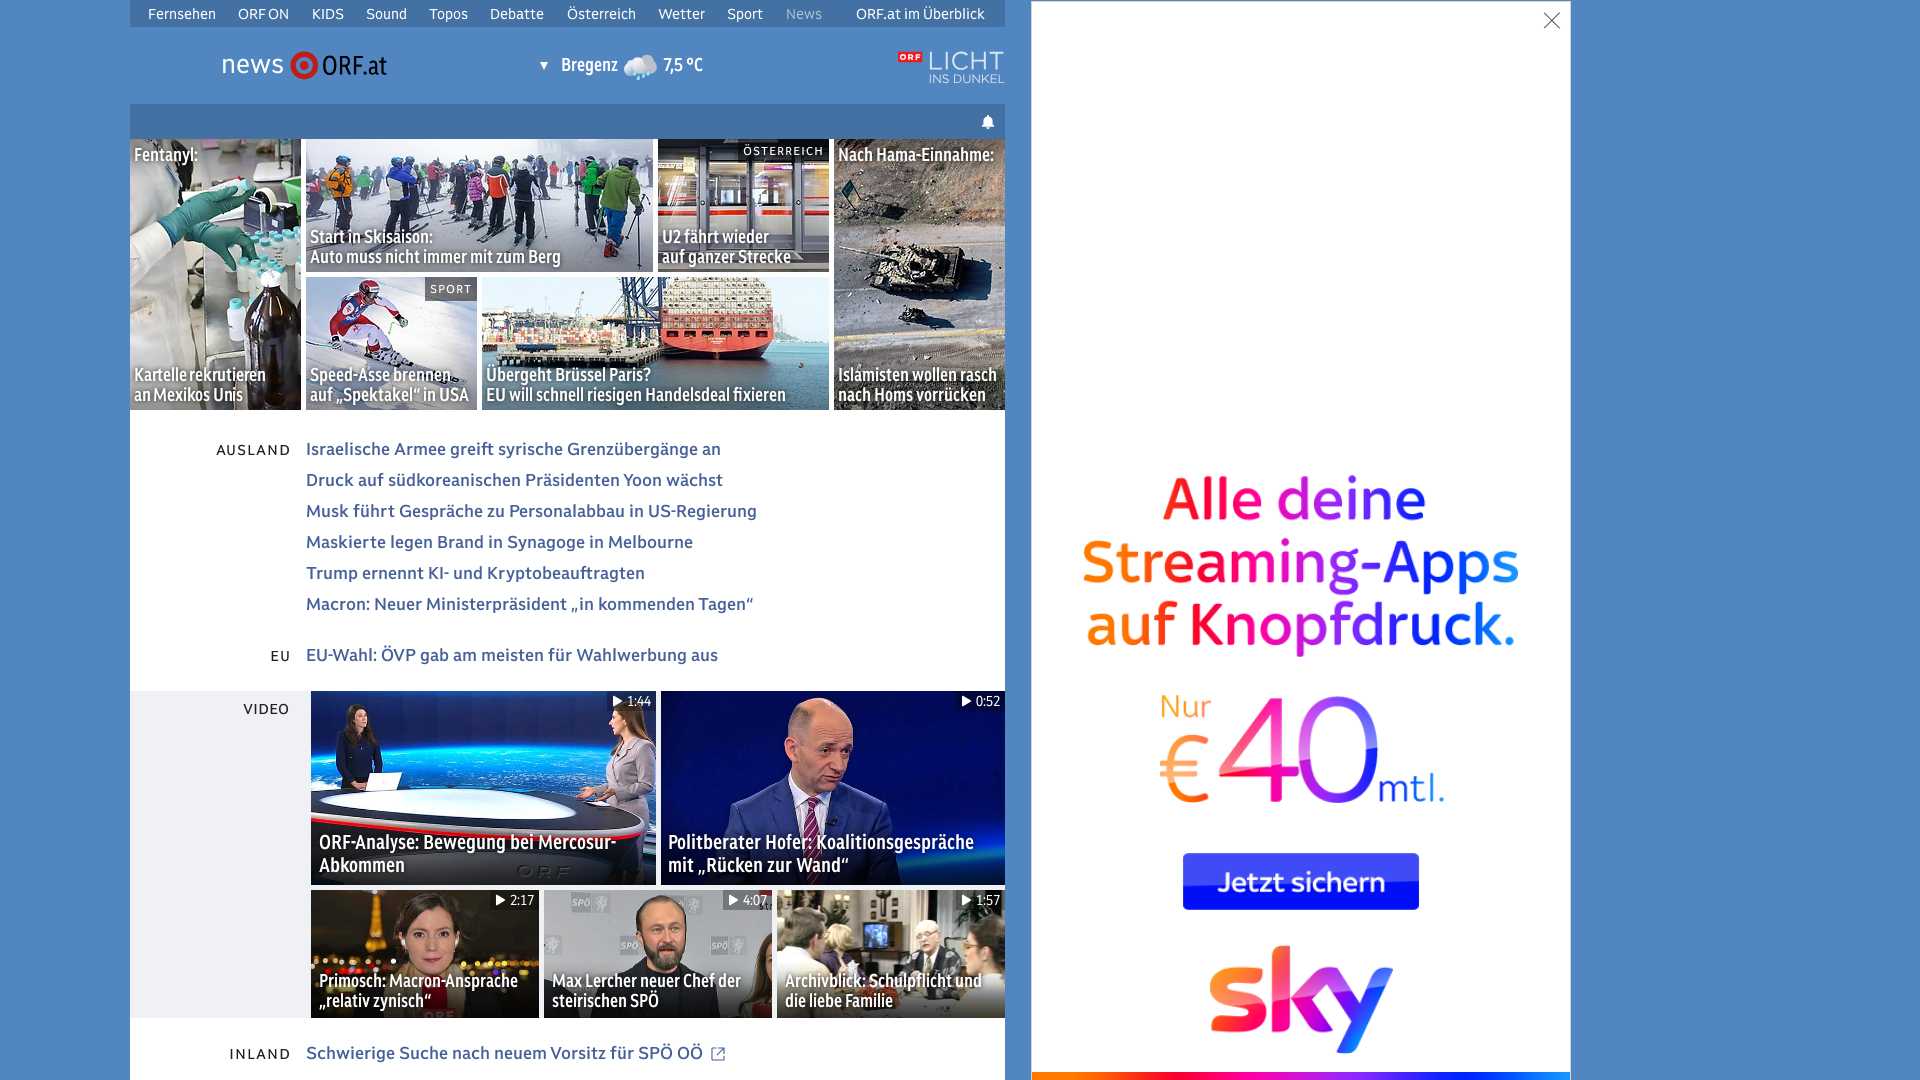 Fernsehen ORF ON KIDS Sound Topos Debatte Österreich Wetter Sport News ORF.at im Überblick
news ORF.at
▼ Bregenz 7,5 °C
ORF LICHT
INS DUNKEL
Fentanyl:
Kartelle rekrutieren
an Mexikos Unis
Start in Skisaison:
Auto muss nicht immer mit zum Berg
ÖSTERREICH
U2 fährt wieder
auf ganzer Strecke
Nach Hama-Einnahme:
Islamisten wollen rasch
nach Homs vorrücken
SPORT
Speed-Asse brennen
auf „Spektakel“ in USA
Übergeht Brüssel Paris?
EU will schnell riesigen Handelsdeal fixieren
AUSLAND
Israelische Armee greift syrische Grenzübergänge an
Druck auf südkoreanischen Präsidenten Yoon wächst
Musk führt Gespräche zu Personalabbau in US-Regierung
Maskierte legen Brand in Synagoge in Melbourne
Trump ernennt KI- und Kryptobeauftragten
Macron: Neuer Ministerpräsident „in kommenden Tagen“
EU
EU-Wahl: ÖVP gab am meisten für Wahlwerbung aus
VIDEO
1:44
ORF-Analyse: Bewegung bei Mercosur-
Abkommen
ORF
0:52
Politberater Hofer: Koalitionsgespräche
mit „Rücken zur Wand“
2:17
Primosch: Macron-Ansprache
„relativ zynisch“
ORF
4:07
SPÖ
SPÖ
SPÖ
Max Lercher neuer Chef der
steirischen SPÖ
1:57
Archivblick: Schulpflicht und
die liebe Familie
INLAND
Schwierige Suche nach neuem Vorsitz für SPÖ OÖ
Alle deine
Streaming-Apps
auf Knopfdruck.
Nur
€40mtl.
Jetzt sichern
sky